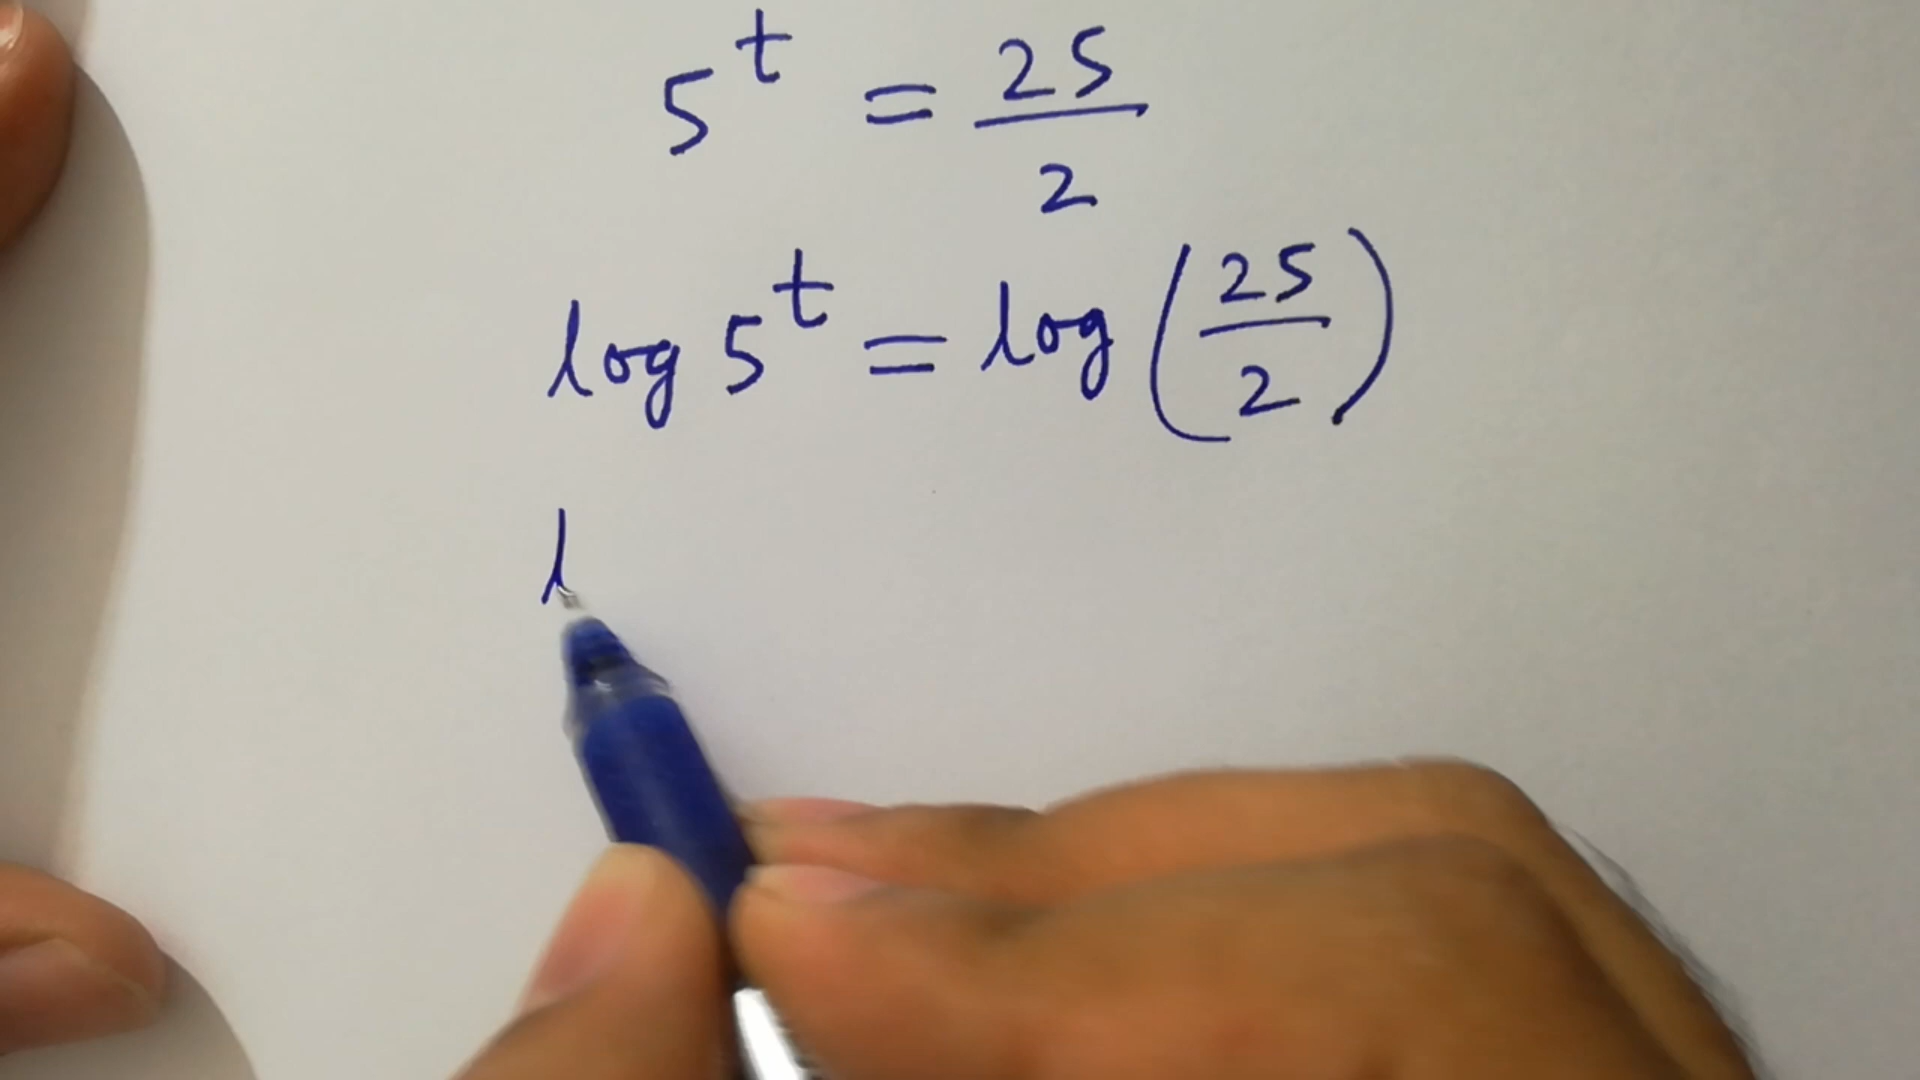 5^t = 25/2
log 5^t = log (25/2)
l